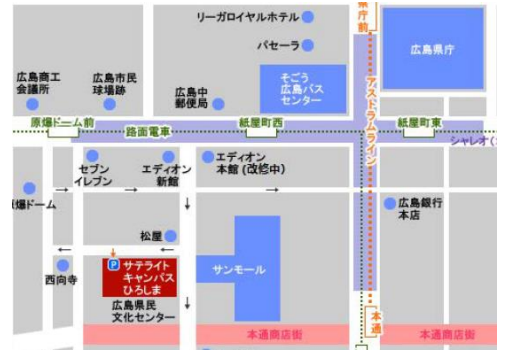 リーガロイヤルホテル
県庁前
パセーラ
広島県庁
広島商工
会議所
広島市民
球場跡
広島中
郵便局
そごう
広島バス
センター
アストラムライン
原爆ドーム前
路面電車
紙屋町西
紙屋町東
シャレオ
セブン
イレブン
エディオン
新館
エディオン
本館(改修中)
原爆ドーム
広島銀行
本店
松屋
西向寺
P
サテライト
キャンパス
ひろしま
サンモール
広島県民
文化センター
本通
本通商店街
本通商店街